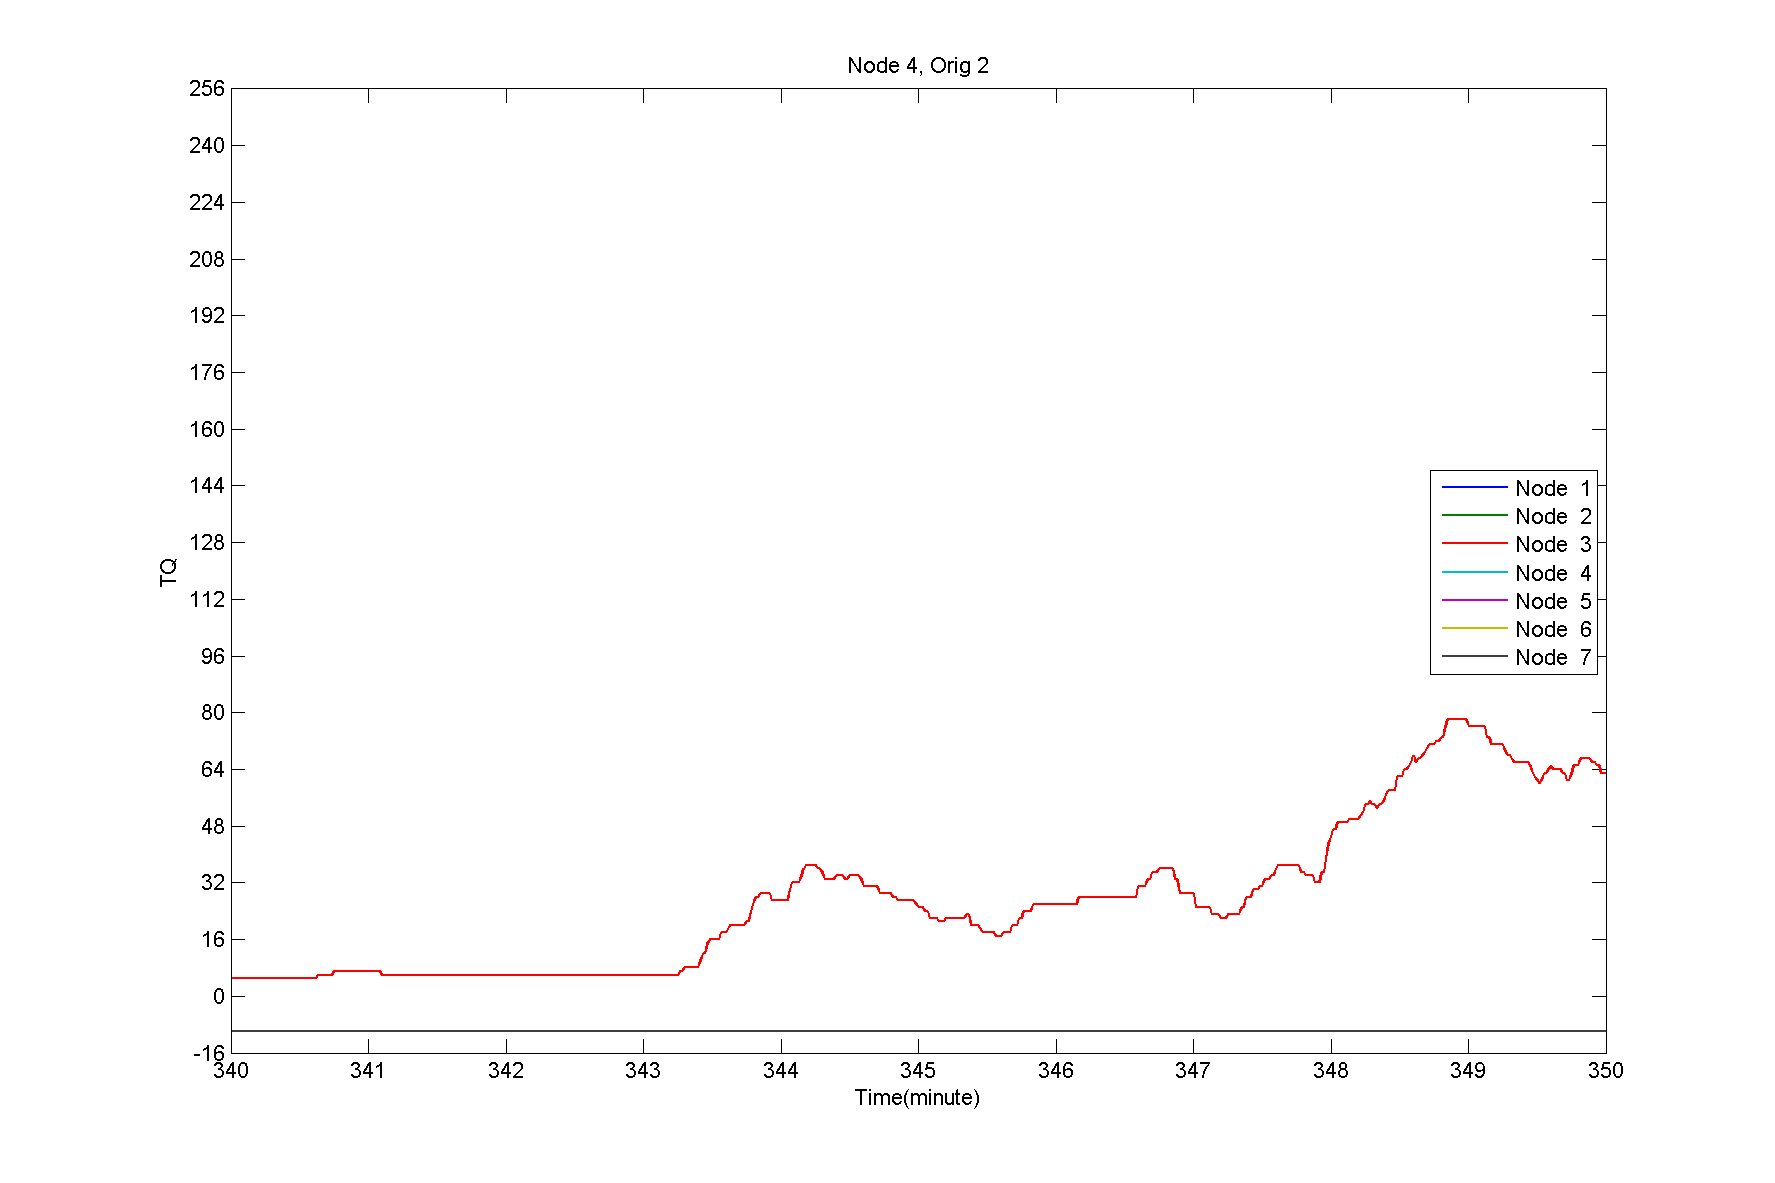 Node 4, Orig 2
256
240
224
208
192
176
160
144
128
112
96
80
64
48
32
16
0
-16
TQ
Node 1
Node 2
Node 3
Node 4
Node 5
Node 6
Node 7
340 341 342 343 344 345 346 347 348 349 350
Time(minute)